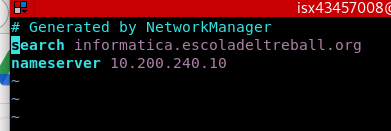 isx43457008@
# Generated by NetworkManager
search informatica.escoladeltreball.org
nameserver 10.200.240.10
~
~
~